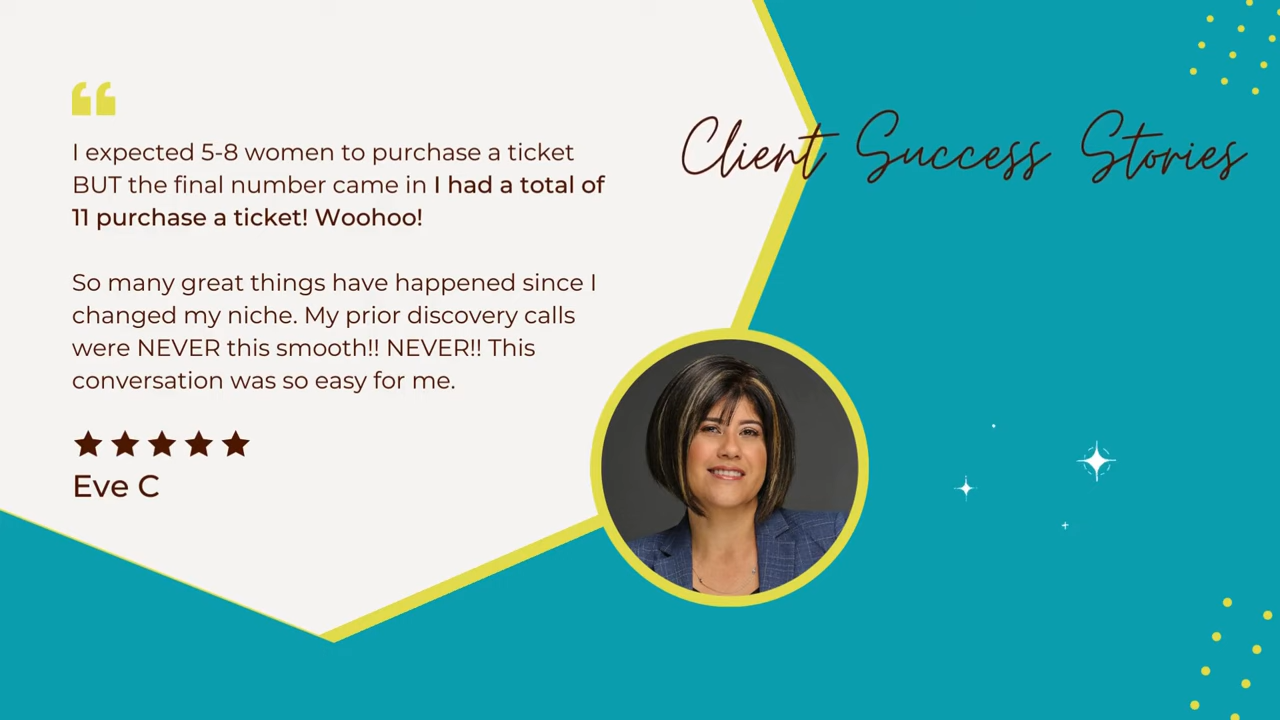 Client Success Stories
I expected 5-8 women to purchase a ticket
BUT the final number came in I had a total of
11 purchase a ticket! Woohoo!
So many great things have happened since I
changed my niche. My prior discovery calls
were NEVER this smooth!! NEVER!! This
conversation was so easy for me.
Eve C